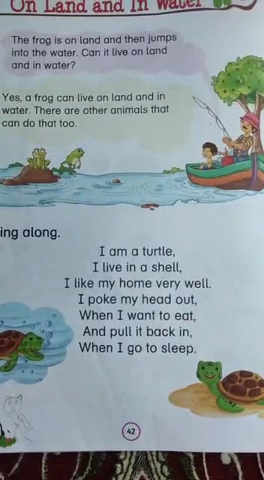 On Land and In Water
The frog is on land and then jumps
into the water. Can it live on land
and in water?
Yes, a frog can live on land and in
water. There are other animals that
can do that too.
ing along.
I am a turtle,
I live in a shell,
I like my home very well.
I poke my head out,
When I want to eat,
And pull it back in,
When I go to sleep.
42